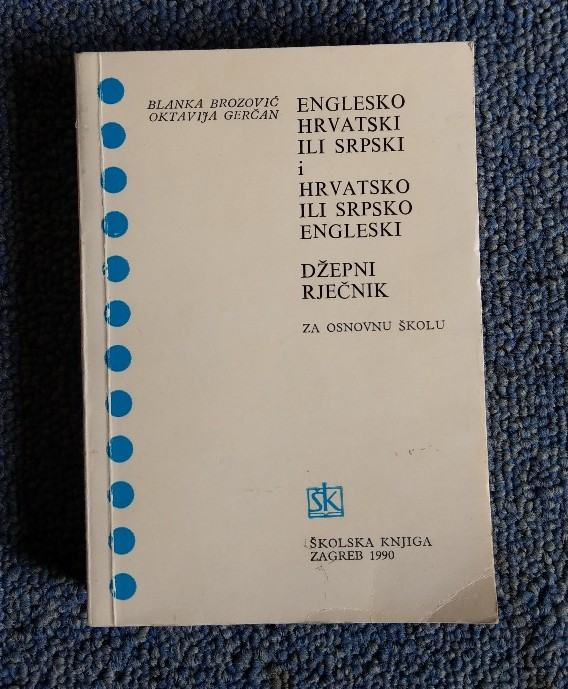 BLANKA BROZOVIĆ
OKTAVIJA GERČAN
ENGLESKO
HRVATSKI
ILI SRPSKI
i
HRVATSKO
ILI SRPSKO
ENGLESKI
DŽEPNI
RJEČNIK
ZA OSNOVNU ŠKOLU
ŠK
ŠKOLSKA KNJIGA
ZAGREB 1990